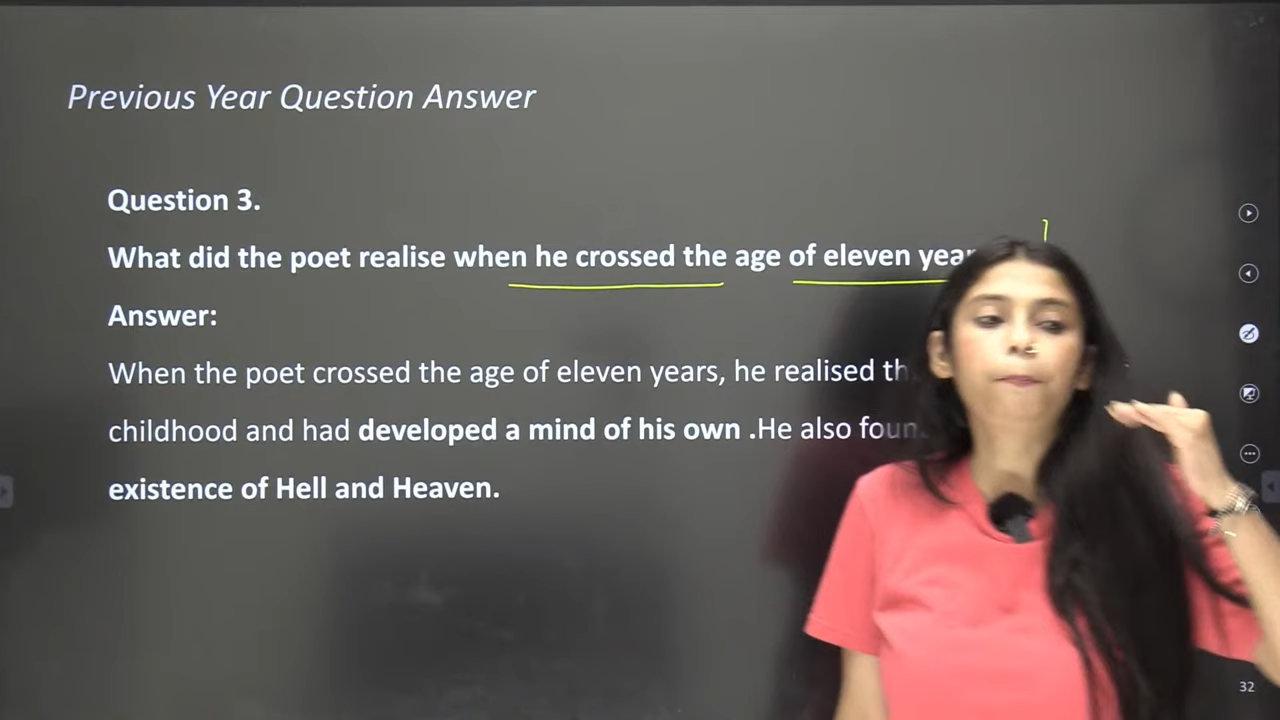 Previous Year Question Answer
Question 3.
What did the poet realise when he crossed the age of eleven
Answer:
When the poet crossed the age of eleven years, he realised
childhood and had developed a mind of his own .He also
existence of Hell and Heaven.
32